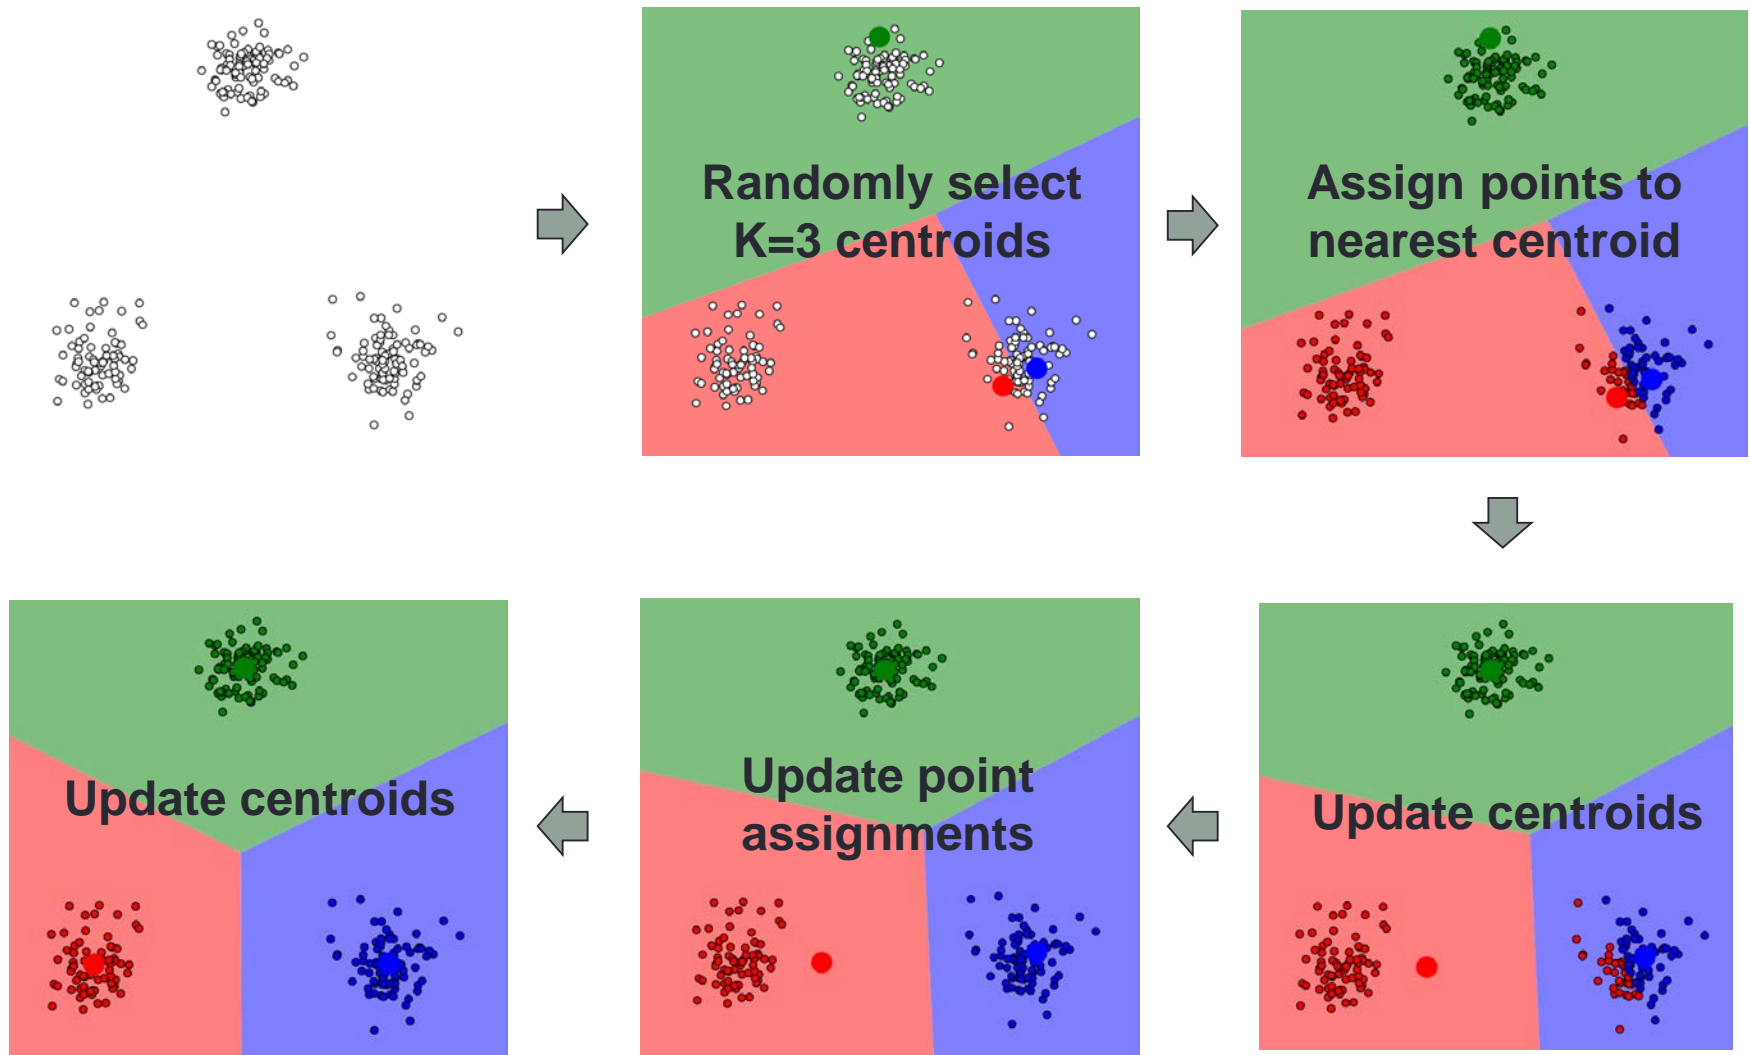 Randomly select
K=3 centroids
Assign points to
nearest centroid
Update centroids
Update point
assignments
Update centroids